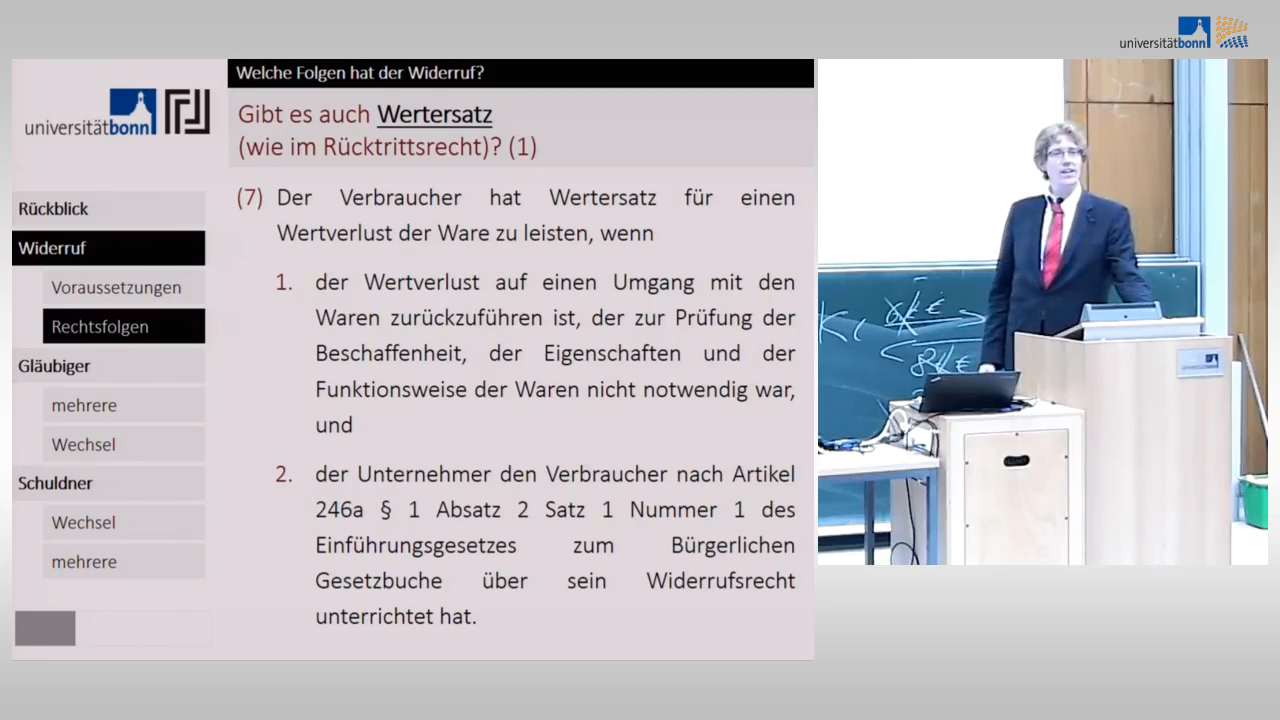 universitätbonn
Welche Folgen hat der Widerruf?
universitätbonn
Gibt es auch Wertersatz
(wie im Rücktrittsrecht)? (1)
Rückblick
Widerruf
Voraussetzungen
Rechtsfolgen
Gläubiger
mehrere
Wechsel
Schuldner
Wechsel
mehrere
(7) Der Verbraucher hat Wertersatz für einen
Wertverlust der Ware zu leisten, wenn
1. der Wertverlust auf einen Umgang mit den
Waren zurückzuführen ist, der zur Prüfung der
Beschaffenheit, der Eigenschaften und der
Funktionsweise der Waren nicht notwendig war,
und
2. der Unternehmer den Verbraucher nach Artikel
246a § 1 Absatz 2 Satz 1 Nummer 1 des
Einführungsgesetzes zum Bürgerlichen
Gesetzbuche über sein Widerrufsrecht
unterrichtet hat.